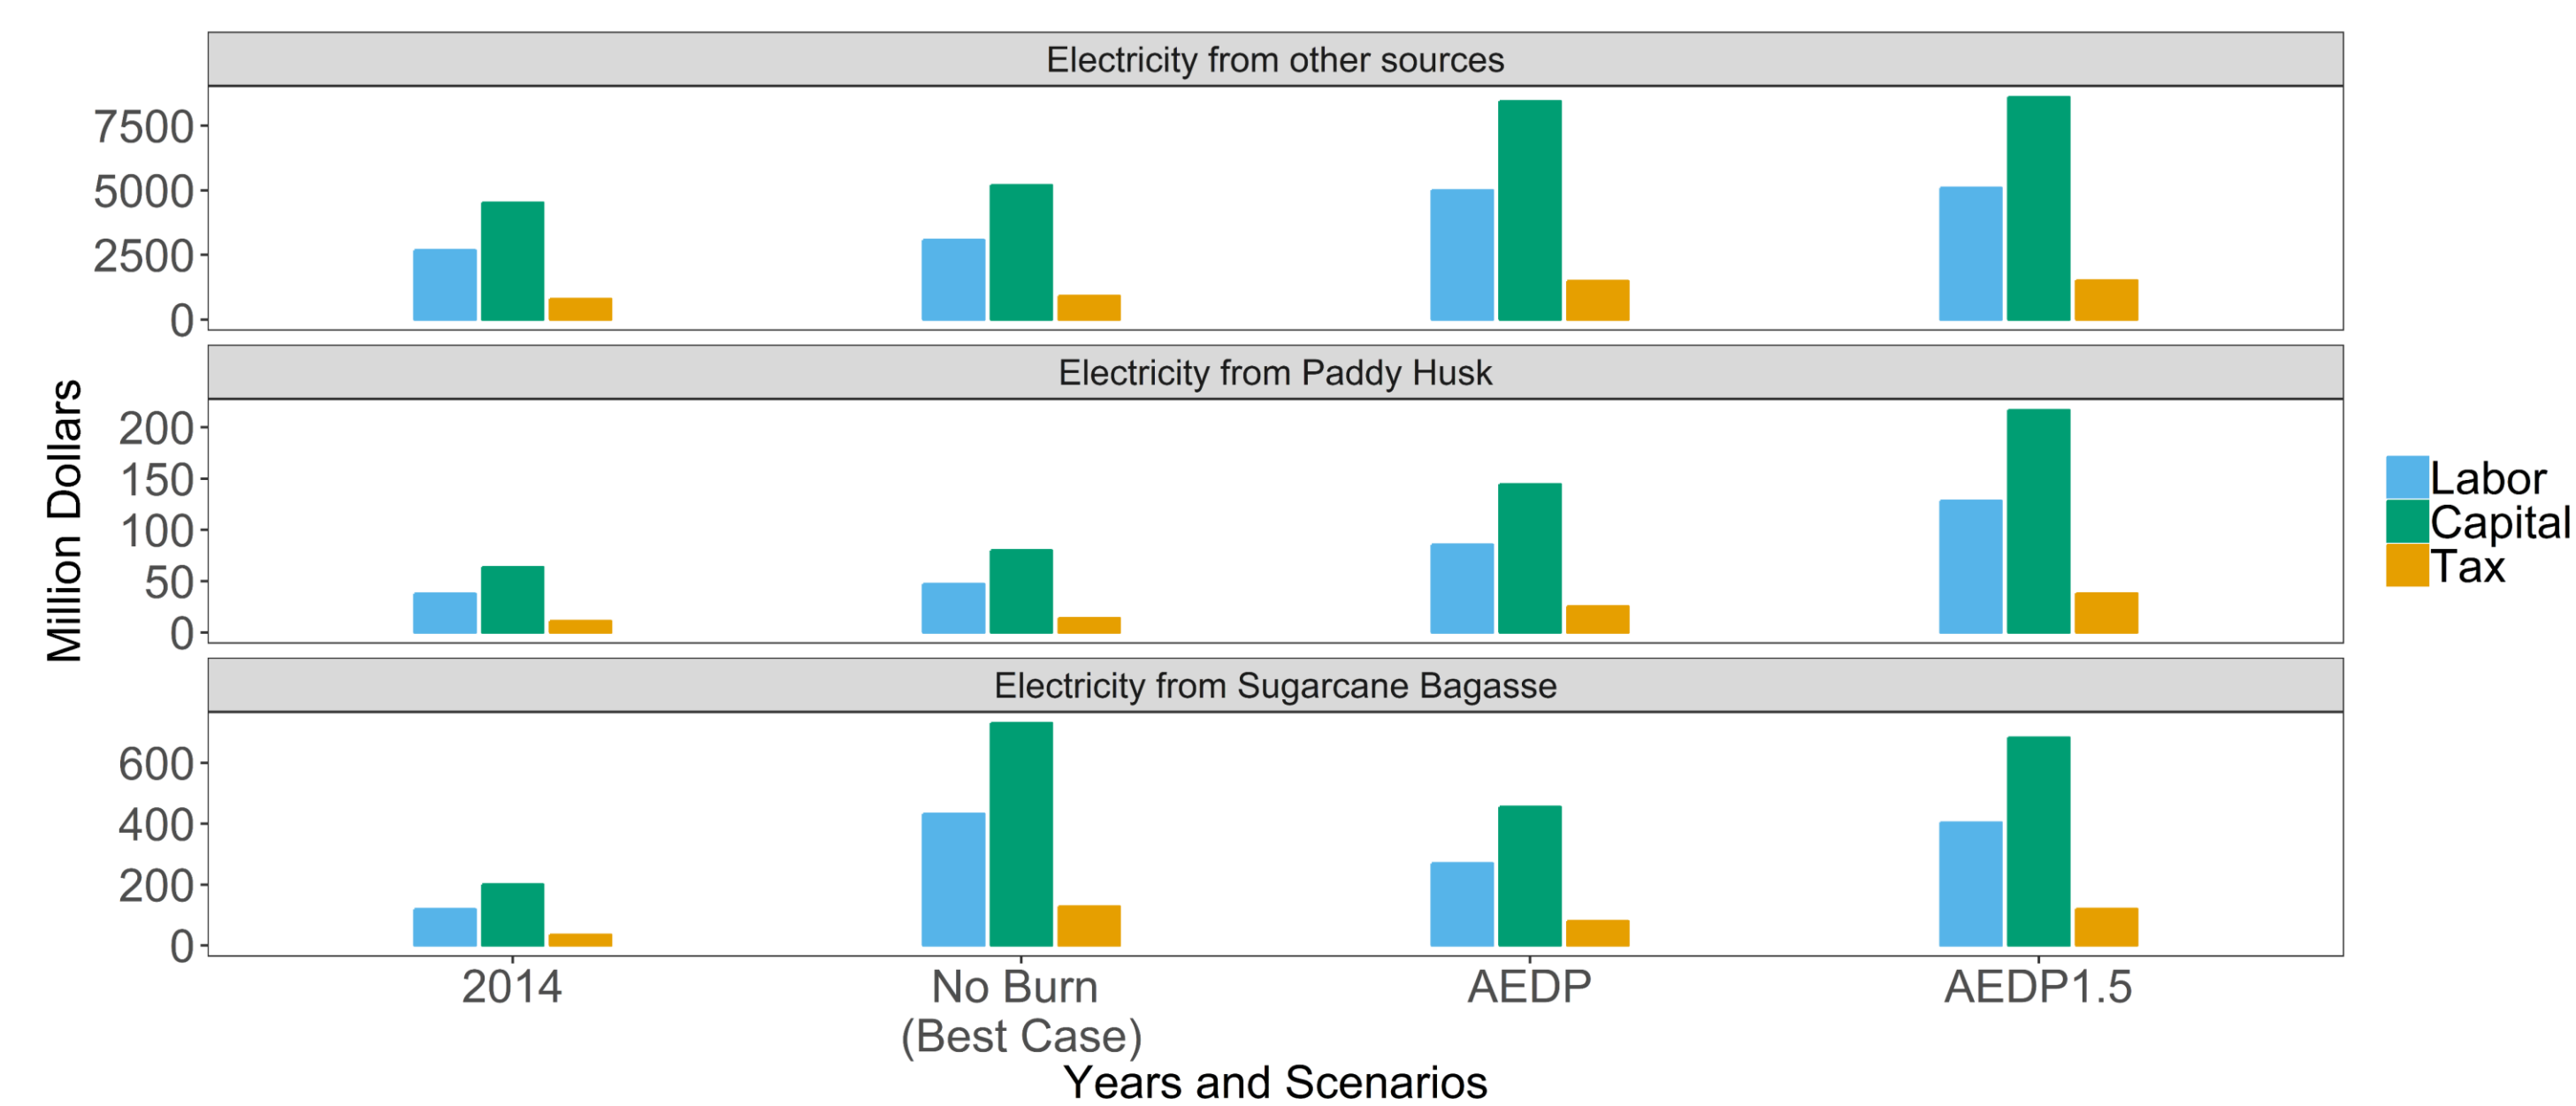 Electricity from other sources
7500
5000
2500
0
Electricity from Paddy Husk
200
150
100
50
0
Electricity from Sugarcane Bagasse
600
400
200
0
Million Dollars
Labor
Capital
Tax
2014
No Burn
(Best Case)
AEDP
AEDP1.5
Years and Scenarios